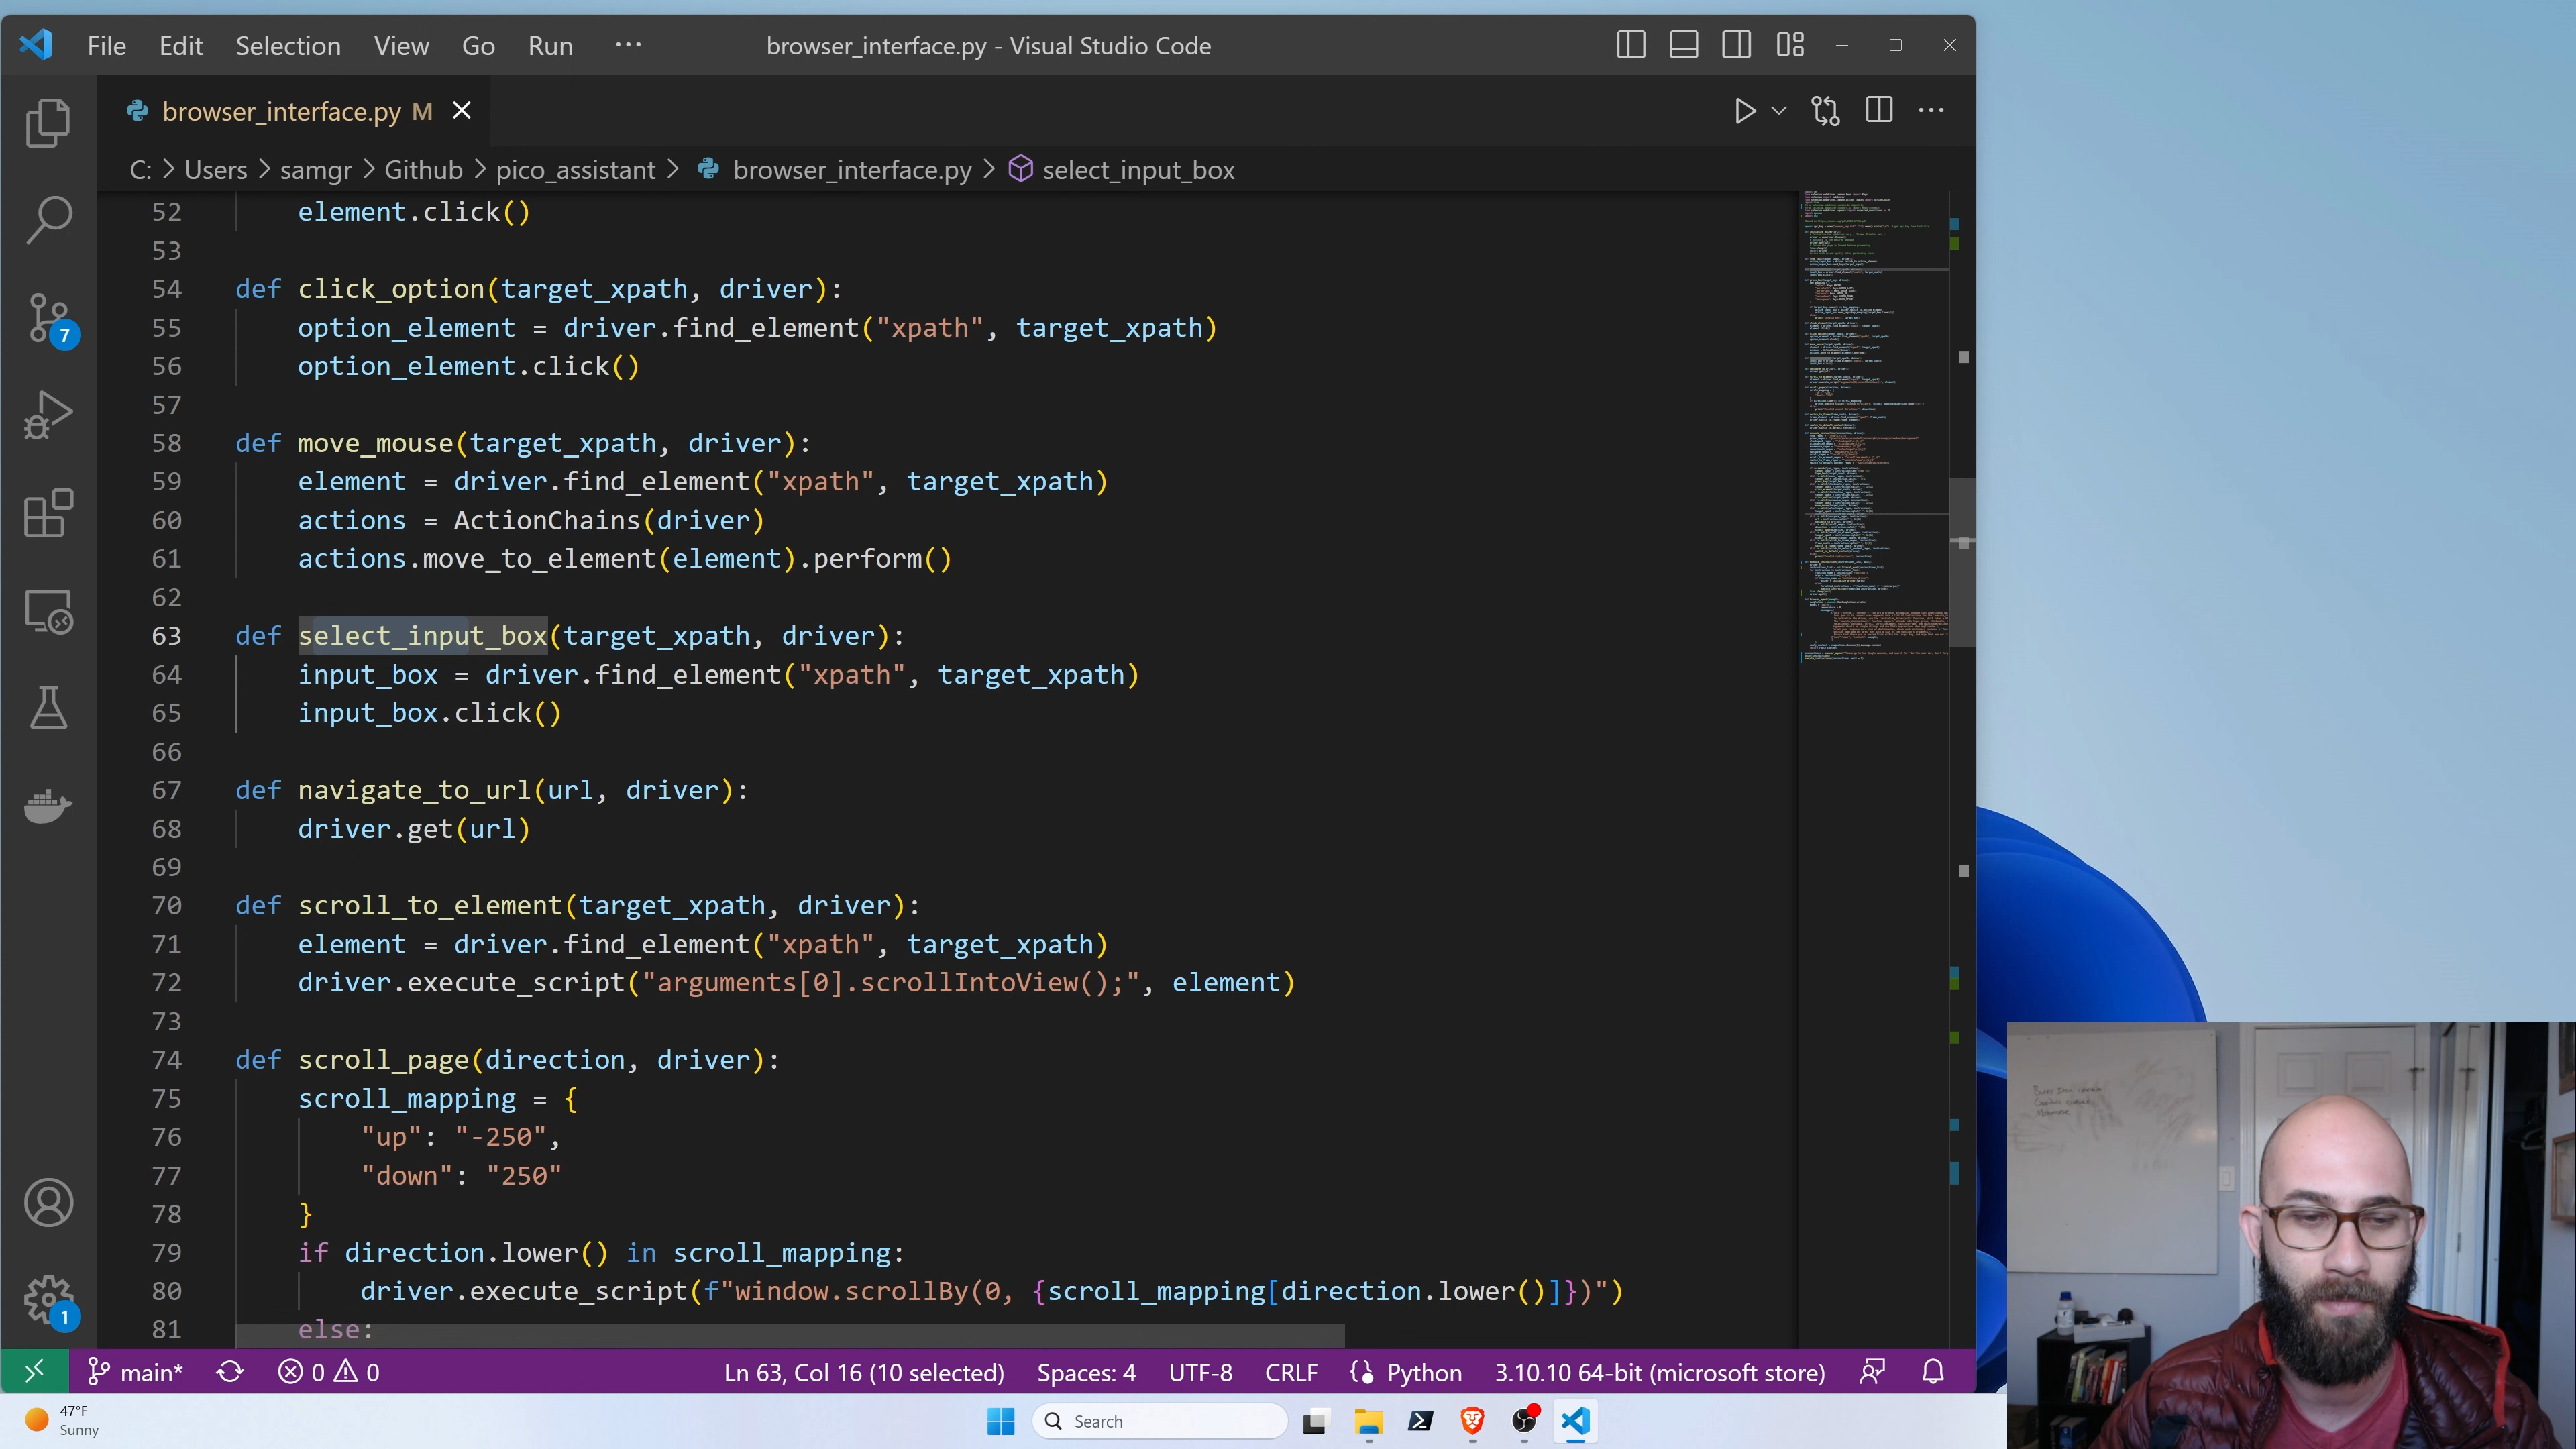 File Edit Selection View Go Run ··· browser_interface.py - Visual Studio Code
browser_interface.py M
C: > Users > samgr > Github > pico_assistant > browser_interface.py > select_input_box
52 element.click()
53
54 def click_option(target_xpath, driver):
55 option_element = driver.find_element("xpath", target_xpath)
56 option_element.click()
57
58 def move_mouse(target_xpath, driver):
59 element = driver.find_element("xpath", target_xpath)
60 actions = ActionChains(driver)
61 actions.move_to_element(element).perform()
62
63 def select_input_box(target_xpath, driver):
64 input_box = driver.find_element("xpath", target_xpath)
65 input_box.click()
66
67 def navigate_to_url(url, driver):
68 driver.get(url)
69
70 def scroll_to_element(target_xpath, driver):
71 element = driver.find_element("xpath", target_xpath)
72 driver.execute_script("arguments[0].scrollIntoView();", element)
73
74 def scroll_page(direction, driver):
75 scroll_mapping = {
76 "up": "-250",
77 "down": "250"
78 }
79 if direction.lower() in scroll_mapping:
80 driver.execute_script(f"window.scrollBy(0, {scroll_mapping[direction.lower()]})")
81 else:
7
1
main* 0 0 Ln 63, Col 16 (10 selected) Spaces: 4 UTF-8 CRLF Python 3.10.10 64-bit (microsoft store)
47°F
Sunny
Search